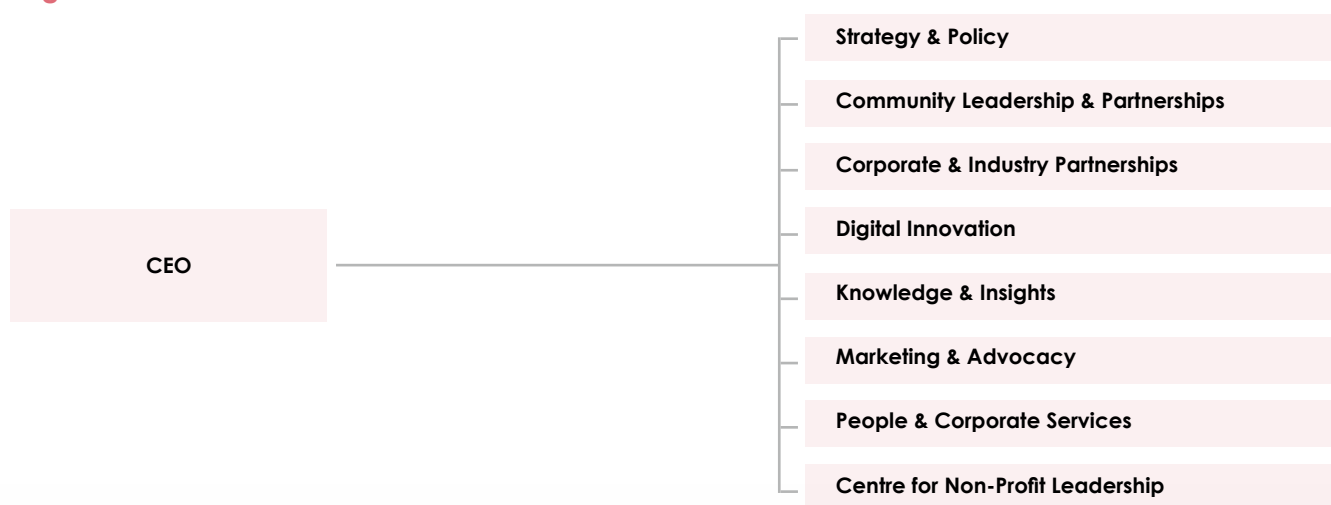 Strategy & Policy
Community Leadership & Partnerships
Corporate & Industry Partnerships
Digital Innovation
CEO
Knowledge & Insights
Marketing & Advocacy
People & Corporate Services
Centre for Non-Profit Leadership